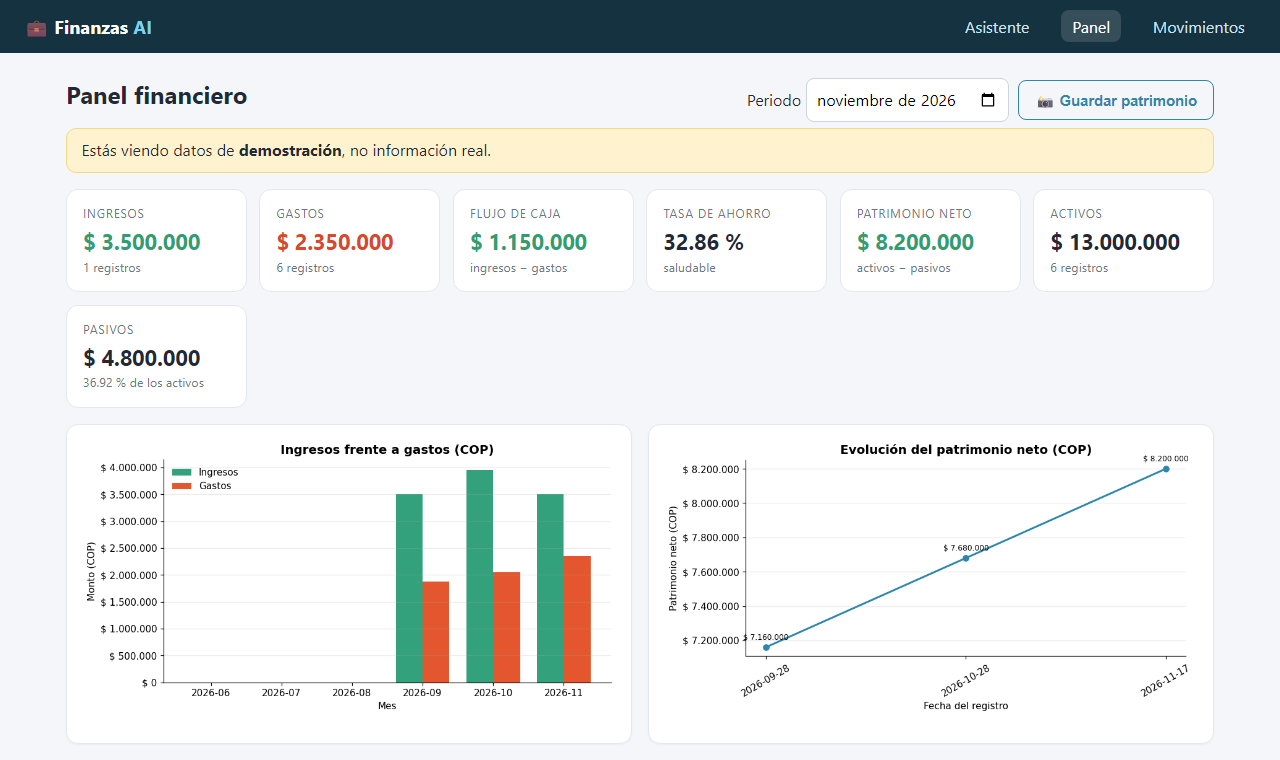 Finanzas AI
Asistente
Panel
Movimientos
Panel financiero
Periodo
noviembre de 2026
Guardar patrimonio
Estás viendo datos de demostración, no información real.
INGRESOS
$ 3.500.000
1 registros
GASTOS
$ 2.350.000
6 registros
FLUJO DE CAJA
$ 1.150.000
ingresos − gastos
TASA DE AHORRO
32.86 %
saludable
PATRIMONIO NETO
$ 8.200.000
activos − pasivos
ACTIVOS
$ 13.000.000
6 registros
PASIVOS
$ 4.800.000
36.92 % de los activos
Ingresos frente a gastos (COP)
Ingresos
Gastos
Monto (COP)
$ 4.000.000
$ 3.500.000
$ 3.000.000
$ 2.500.000
$ 2.000.000
$ 1.500.000
$ 1.000.000
$ 500.000
$ 0
2026-06
2026-07
2026-08
2026-09
2026-10
2026-11
Mes
Evolución del patrimonio neto (COP)
Patrimonio neto (COP)
$ 8.200.000
$ 8.000.000
$ 7.800.000
$ 7.600.000
$ 7.400.000
$ 7.200.000
$ 7.160.000
$ 7.680.000
$ 8.200.000
2026-09-28
2026-10-28
2026-11-17
Fecha del registro